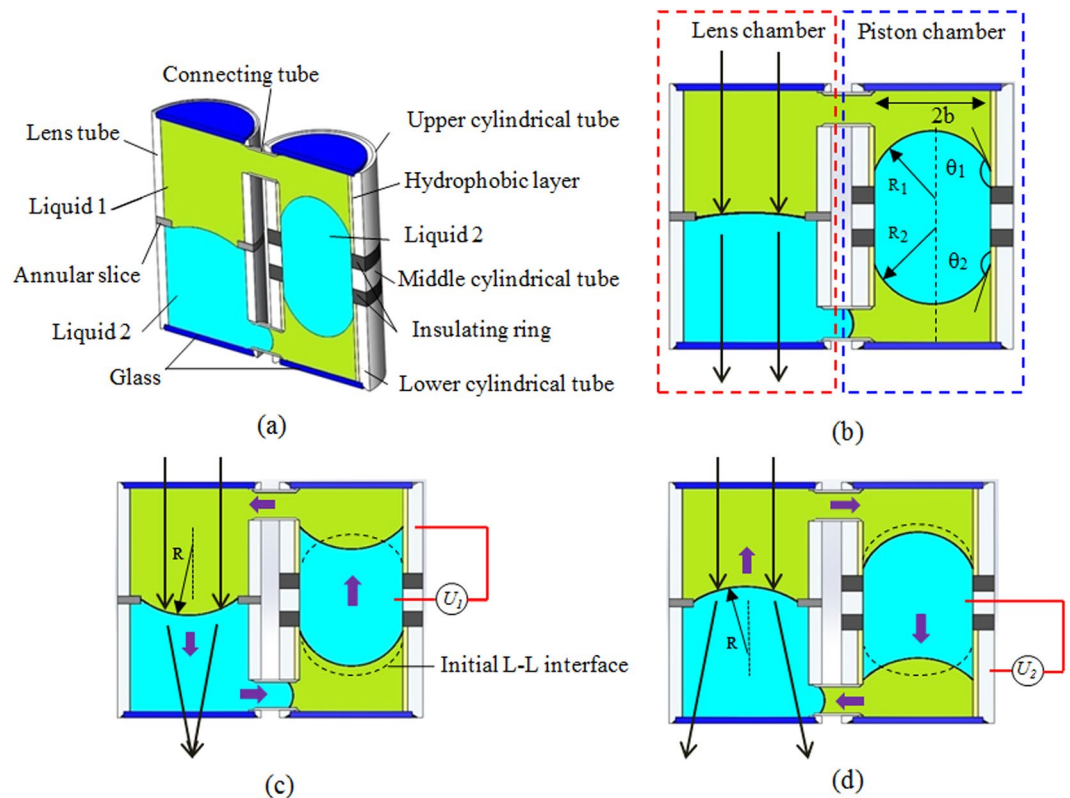 Connecting tube
Lens tube
Liquid 1
Annular slice
Liquid 2
Glass
Upper cylindrical tube
Hydrophobic layer
Liquid 2
Middle cylindrical tube
Insulating ring
Lower cylindrical tube
(a)
Lens chamber
Piston chamber
2b
R1
θ1
R2
θ2
(b)
R
U1
Initial L-L interface
(c)
R
U2
(d)